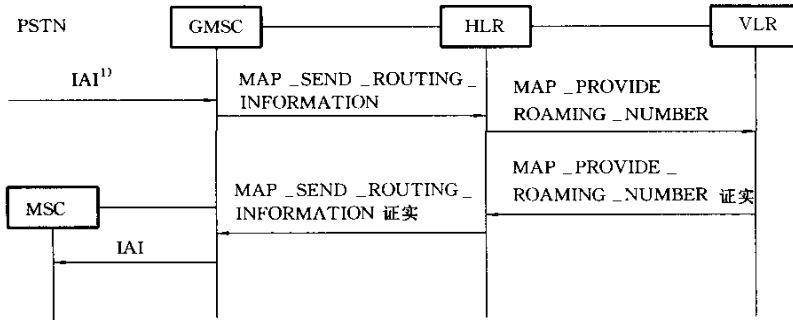 PSTN
GMSC
HLR
VLR
IAI¹⁾
MAP _SEND _ROUTING _
INFORMATION
MAP _PROVIDE
ROAMING _NUMBER
MAP _PROVIDE _
ROAMING _NUMBER 证实
MAP _SEND _ROUTING _
INFORMATION 证实
MSC
IAI